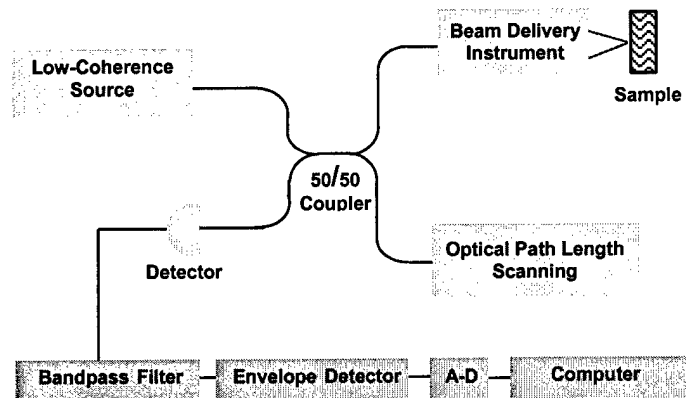 Low-Coherence
Source
Beam Delivery
Instrument
Sample
50/50
Coupler
Detector
Optical Path Length
Scanning
Bandpass Filter
Envelope Detector
A-D
Computer